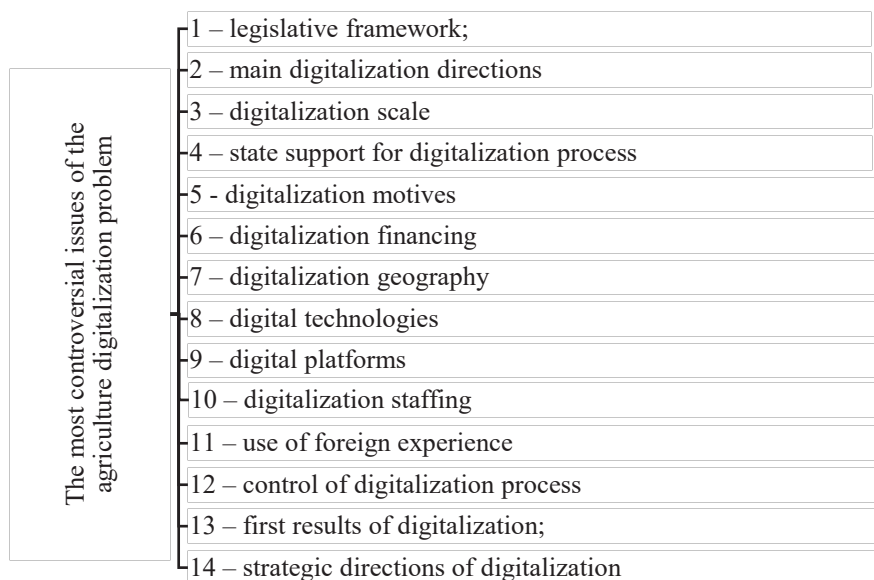 The most controversial issues of the
agriculture digitalization problem
1 – legislative framework;
2 – main digitalization directions
3 – digitalization scale
4 – state support for digitalization process
5 - digitalization motives
6 – digitalization financing
7 – digitalization geography
8 – digital technologies
9 – digital platforms
10 – digitalization staffing
11 – use of foreign experience
12 – control of digitalization process
13 – first results of digitalization;
14 – strategic directions of digitalization